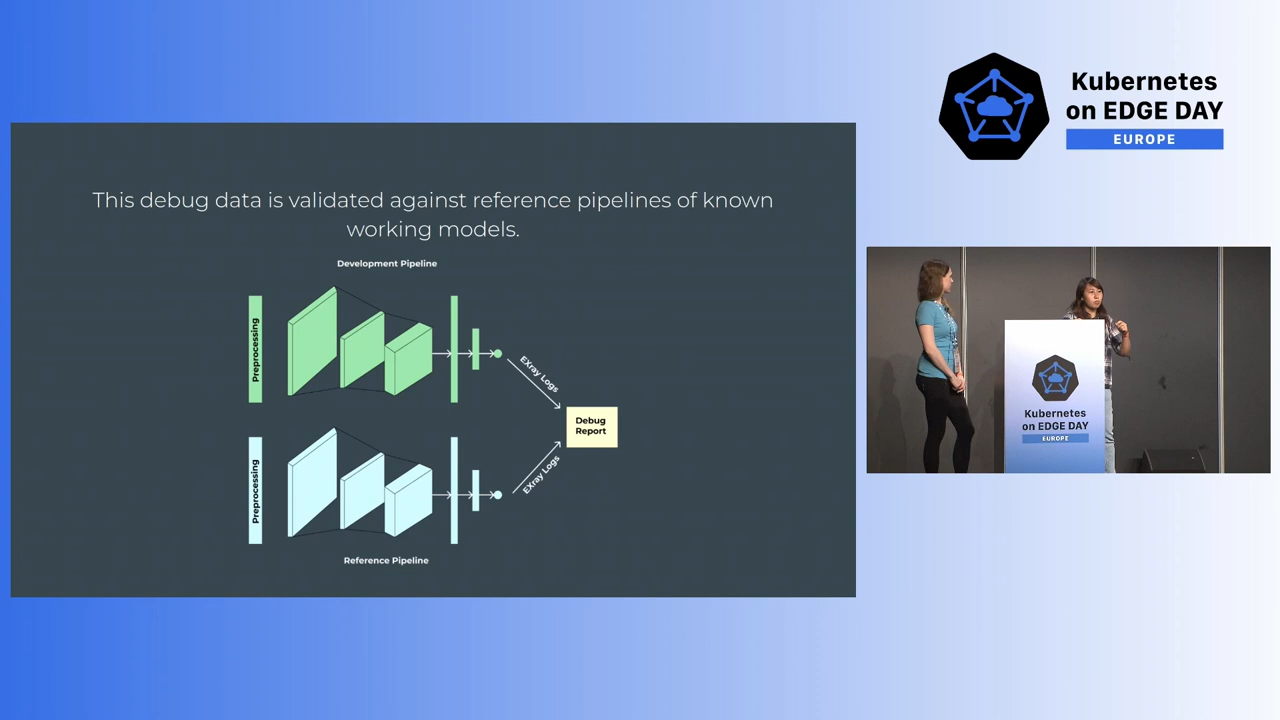 Kubernetes
on EDGE DAY
EUROPE
This debug data is validated against reference pipelines of known
working models.
Development Pipeline
Preprocessing
EXray Logs
Debug
Report
Preprocessing
EXray Logs
Reference Pipeline
Kubernetes
on EDGE DAY
EUROPE